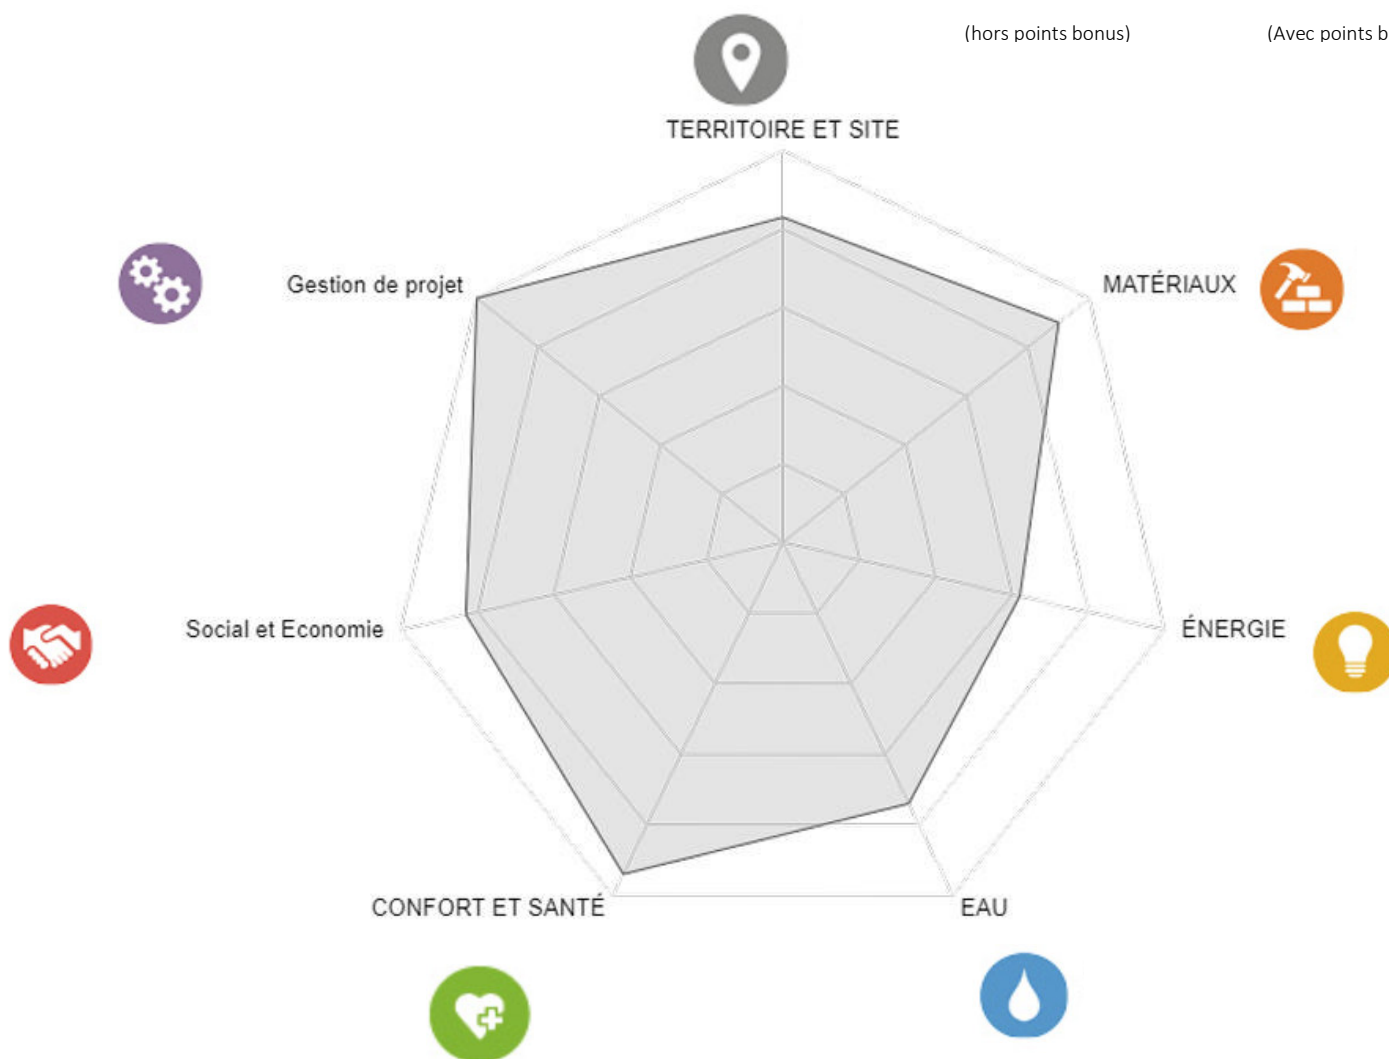 (hors points bonus)
(Avec points b
TERRITOIRE ET SITE
Gestion de projet
MATÉRIAUX
Social et Economie
ÉNERGIE
CONFORT ET SANTÉ
EAU